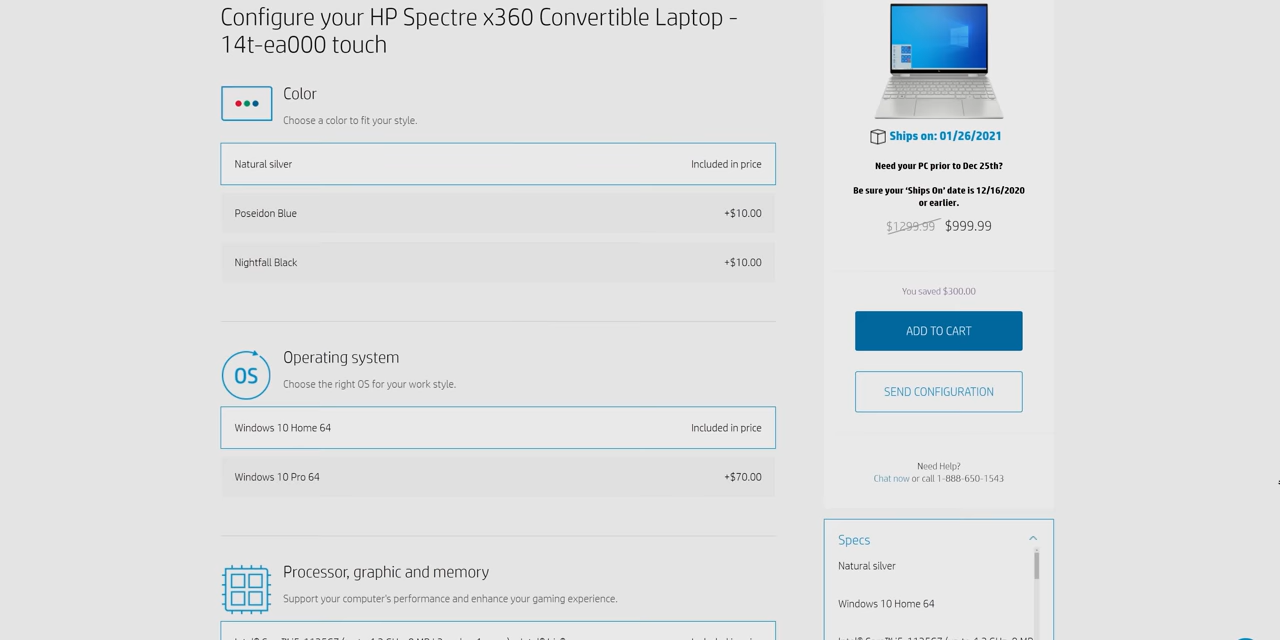 Configure your HP Spectre x360 Convertible Laptop -
14t-ea000 touch
Color
Choose a color to fit your style.
Natural silver Included in price
Poseidon Blue +$10.00
Nightfall Black +$10.00
OS
Operating system
Choose the right OS for your work style.
Windows 10 Home 64 Included in price
Windows 10 Pro 64 +$70.00
Processor, graphic and memory
Support your computer's performance and enhance your gaming experience.
Ships on: 01/26/2021
Need your PC prior to Dec 25th?
Be sure your 'Ships On' date is 12/16/2020
or earlier.
$1299.99 $999.99
You saved $300.00
ADD TO CART
SEND CONFIGURATION
Need Help?
Chat now or call 1-888-650-1543
Specs
Natural silver
Windows 10 Home 64